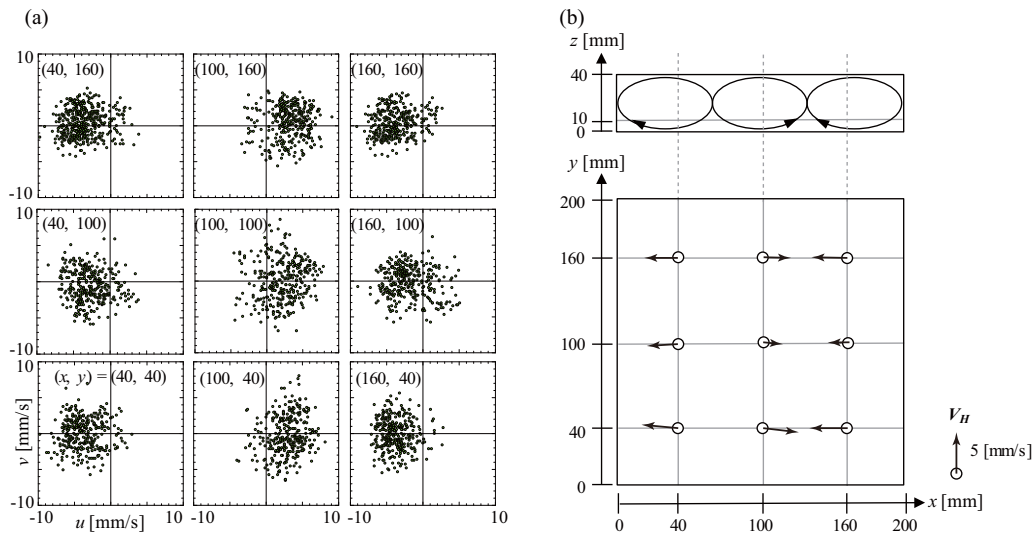 (a)
10
(40, 160)
(100, 160)
(160, 160)
-10
10
(40, 100)
(100, 100)
(160, 100)
-10
10
(x, y) = (40, 40)
(100, 40)
(160, 40)
v [mm/s]
-10
-10 u [mm/s] 10
-10 10
-10 10
(b)
z [mm]
40
10
0
y [mm]
200
160
100
40
0
V_H
5 [mm/s]
x [mm]
0 40 100 160 200